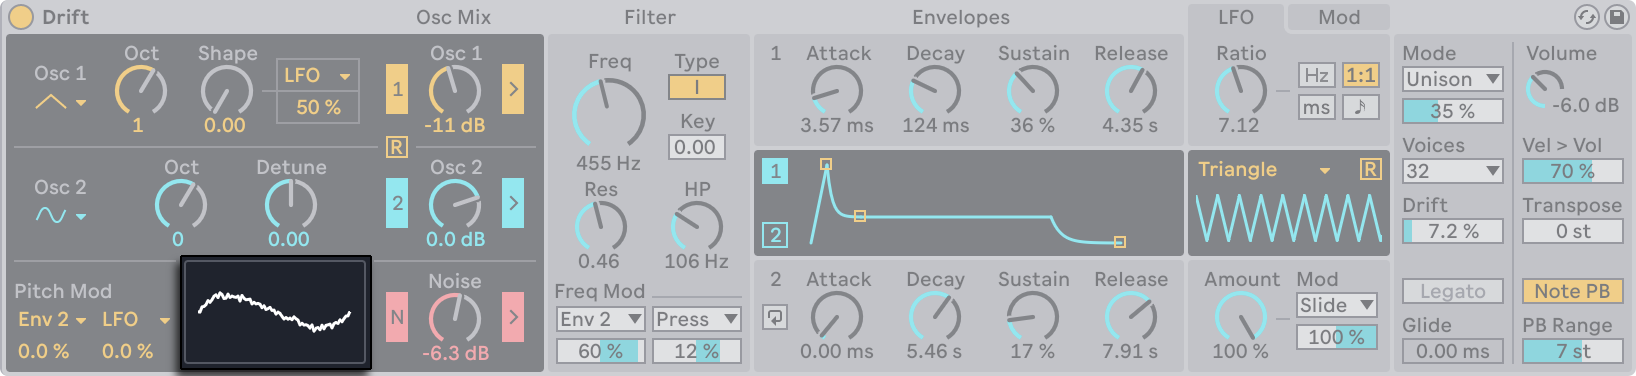 Drift Osc Mix Filter Envelopes LFO Mod
Osc 1
Oct
1
Shape
0.00
LFO
50 %
1
Osc 1
-11 dB
>
R
Osc 2
Oct
0
Detune
0.00
2
Osc 2
0.0 dB
>
Pitch Mod
Env 2 LFO
0.0 % 0.0 %
N
Noise
-6.3 dB
>
Freq
455 Hz
Type
I
Key
0.00
Res
0.46
HP
106 Hz
Freq Mod
Env 2 Press
60 % 12 %
1 Attack Decay Sustain Release
3.57 ms 124 ms 36 % 4.35 s
1
2
2 Attack Decay Sustain Release
0.00 ms 5.46 s 17 % 7.91 s
Ratio
7.12
Hz 1:1
ms
Triangle R
Amount
100 %
Mod
Slide
100 %
Mode
Unison
35 %
Voices
32
Drift
7.2 %
Legato
Glide
0.00 ms
Volume
-6.0 dB
Vel > Vol
70 %
Transpose
0 st
Note PB
PB Range
7 st